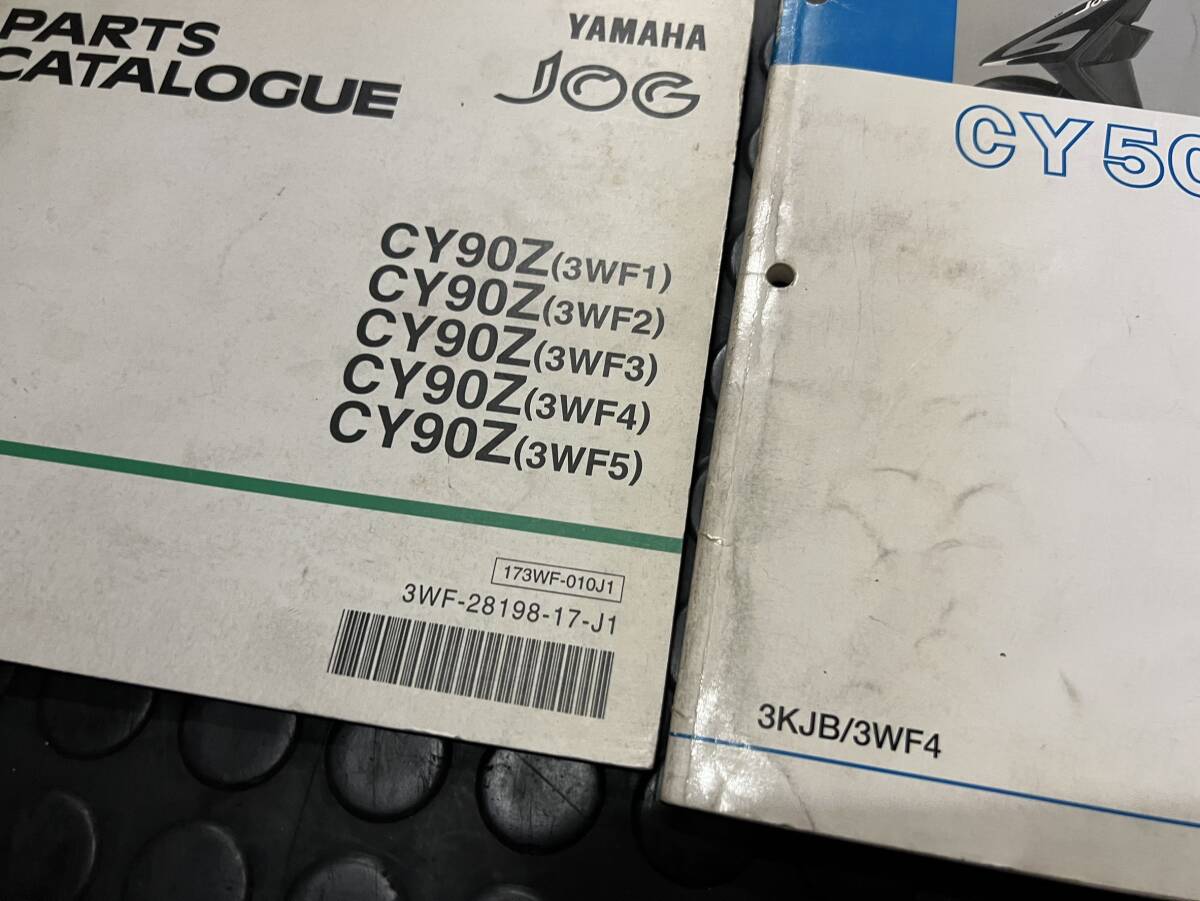 PARTS
CATALOGUE
YAMAHA
JOG
CY90Z(3WF1)
CY90Z(3WF2)
CY90Z(3WF3)
CY90Z(3WF4)
CY90Z(3WF5)
173WF-010J1
3WF-28198-17-J1
CY50
3KJB/3WF4